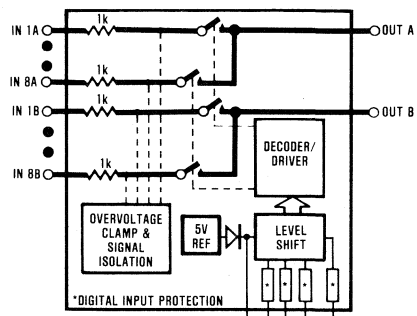 IN 1A
1k
OUT A
IN 8A
1k
IN 1B
1k
OUT B
IN 8B
1k
DECODER/
DRIVER
OVERVOLTAGE
CLAMP &
SIGNAL
ISOLATION
5V
REF
LEVEL
SHIFT
* * * *
*DIGITAL INPUT PROTECTION